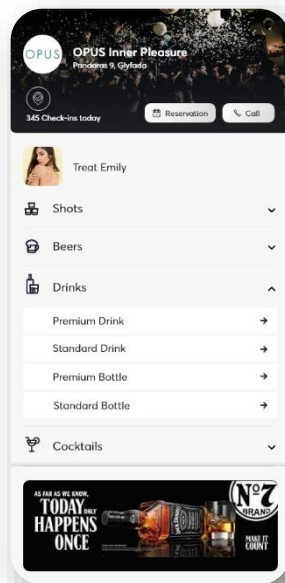 OPUS
OPUS Inner Pleasure
Pandoras 9, Glyfada
345 Check-ins today
Reservation
Call
Treat Emily
Shots
Beers
Drinks
Premium Drink
Standard Drink
Premium Bottle
Standard Bottle
Cocktails
AS FAR AS WE KNOW,
TODAY ONLY
HAPPENS
ONCE
JACK DANIEL'S
Nº7
BRAND
MAKE IT
COUNT